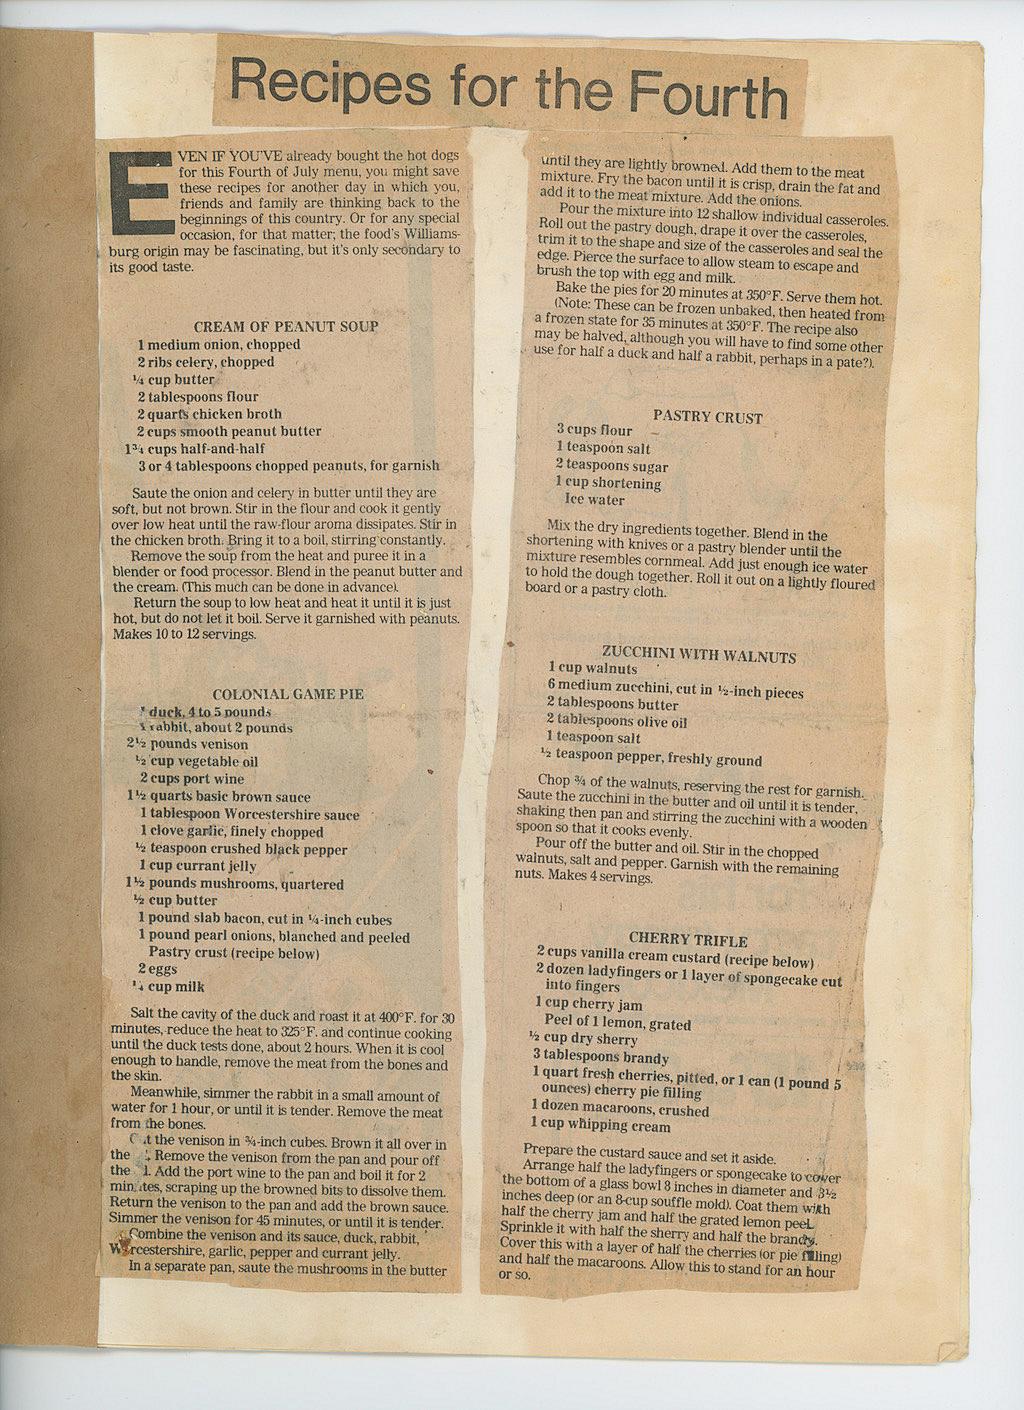 Recipes for the Fourth
EVEN IF YOU'VE already bought the hot dogs
for this Fourth of July menu, you might save
these recipes for another day in which you,
friends and family are thinking back to the
beginnings of this country. Or for any special
occasion, for that matter; the food's Williams-
burg origin may be fascinating, but it's only secondary to
its good taste.
CREAM OF PEANUT SOUP
1 medium onion, chopped
2 ribs celery, chopped
¼ cup butter
2 tablespoons flour
2 quarts chicken broth
2 cups smooth peanut butter
1¾ cups half-and-half
3 or 4 tablespoons chopped peanuts, for garnish
Saute the onion and celery in butter until they are
soft, but not brown. Stir in the flour and cook it gently
over low heat until the raw-flour aroma dissipates. Stir in
the chicken broth. Bring it to a boil, stirring constantly.
Remove the soup from the heat and puree it in a
blender or food processor. Blend in the peanut butter and
the cream. (This much can be done in advance).
Return the soup to low heat and heat it until it is just
hot, but do not let it boil. Serve it garnished with peanuts.
Makes 10 to 12 servings.
COLONIAL GAME PIE
1 duck, 4 to 5 pounds
1 rabbit, about 2 pounds
2½ pounds venison
½ cup vegetable oil
2 cups port wine
1½ quarts basic brown sauce
1 tablespoon Worcestershire sauce
1 clove garlic, finely chopped
½ teaspoon crushed black pepper
1 cup currant jelly
1½ pounds mushrooms, quartered
½ cup butter
1 pound slab bacon, cut in ¼-inch cubes
1 pound pearl onions, blanched and peeled
Pastry crust (recipe below)
2 eggs
¼ cup milk
Salt the cavity of the duck and roast it at 400°F. for 30
minutes, reduce the heat to 325°F. and continue cooking
until the duck tests done, about 2 hours. When it is cool
enough to handle, remove the meat from the bones and
the skin.
Meanwhile, simmer the rabbit in a small amount of
water for 1 hour, or until it is tender. Remove the meat
from the bones.
the venison in ¾-inch cubes. Brown it all over in
the Remove the venison from the pan and pour off
the Add the port wine to the pan and boil it for 2
minutes, scraping up the browned bits to dissolve them.
Return the venison to the pan and add the brown sauce.
Simmer the venison for 45 minutes, or until it is tender.
Combine the venison and its sauce, duck, rabbit,
Worcestershire, garlic, pepper and currant jelly.
In a separate pan, saute the mushrooms in the butter
until they are lightly browned. Add them to the meat
mixture. Fry the bacon until it is crisp, drain the fat and
add it to the meat mixture. Add the onions.
Pour the mixture into 12 shallow individual casseroles.
Roll out the pastry dough, drape it over the casseroles,
trim it to the shape and size of the casseroles and seal the
edge. Pierce the surface to allow steam to escape and
brush the top with egg and milk.
Bake the pies for 20 minutes at 350°F. Serve them hot.
(Note: These can be frozen unbaked, then heated from
a frozen state for 35 minutes at 350°F. The recipe also
may be halved, although you will have to find some other
use for half a duck and half a rabbit, perhaps in a pate?).
PASTRY CRUST
3 cups flour
1 teaspoon salt
2 teaspoons sugar
1 cup shortening
Ice water
Mix the dry ingredients together. Blend in the
shortening with knives or a pastry blender until the
mixture resembles cornmeal. Add just enough ice water
to hold the dough together. Roll it out on a lightly floured
board or a pastry cloth.
ZUCCHINI WITH WALNUTS
1 cup walnuts
6 medium zucchini, cut in ½-inch pieces
2 tablespoons butter
2 tablespoons olive oil
1 teaspoon salt
½ teaspoon pepper, freshly ground
Chop ¾ of the walnuts, reserving the rest for garnish.
Saute the zucchini in the butter and oil until it is tender,
shaking then pan and stirring the zucchini with a wooden
spoon so that it cooks evenly.
Pour off the butter and oil. Stir in the chopped
walnuts, salt and pepper. Garnish with the remaining
nuts. Makes 4 servings.
CHERRY TRIFLE
2 cups vanilla cream custard (recipe below)
2 dozen ladyfingers or 1 layer of spongecake cut
into fingers
1 cup cherry jam
Peel of 1 lemon, grated
½ cup dry sherry
3 tablespoons brandy
1 quart fresh cherries, pitted, or 1 can (1 pound 5
ounces) cherry pie filling
1 dozen macaroons, crushed
1 cup whipping cream
Prepare the custard sauce and set it aside.
Arrange half the ladyfingers or spongecake to cover
the bottom of a glass bowl 8 inches in diameter and 3½
inches deep (or an 8-cup souffle mold). Coat them with
half the cherry jam and half the grated lemon peel.
Sprinkle it with half the sherry and half the brandy.
Cover this with a layer of half the cherries (or pie filling)
and half the macaroons. Allow this to stand for an hour
or so.